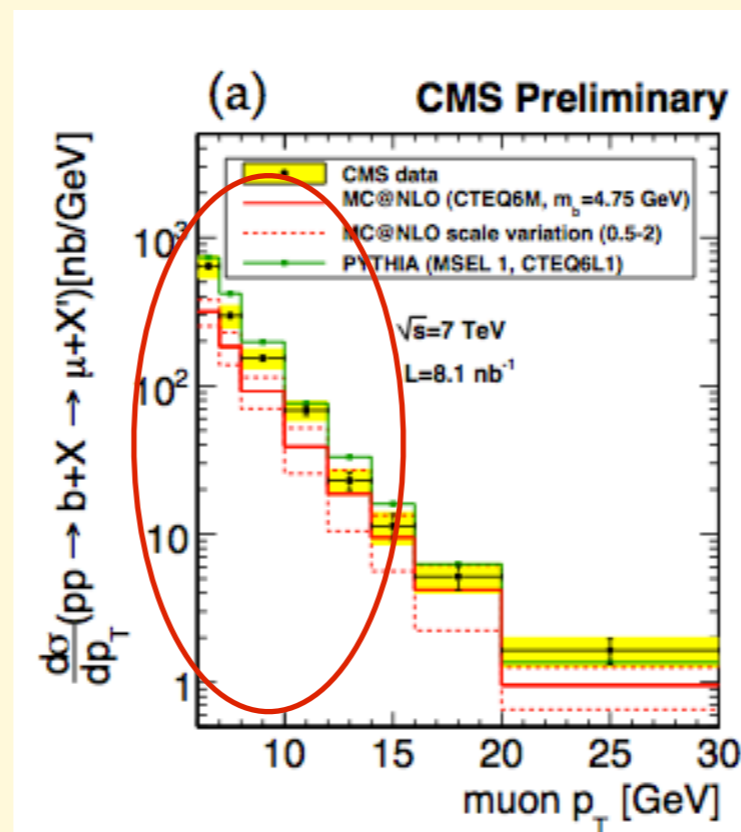 (a) CMS Preliminary
CMS data
MC@NLO (CTEQ6M, m_b=4.75 GeV)
MC@NLO scale variation (0.5-2)
PYTHIA (MSEL 1, CTEQ6L1)
√s=7 TeV
L=8.1 nb⁻¹
dσ/dp_T (pp → b+X → μ+X')[nb/GeV]
10³
10²
10
1
10 15 20 25 30
muon p_T [GeV]